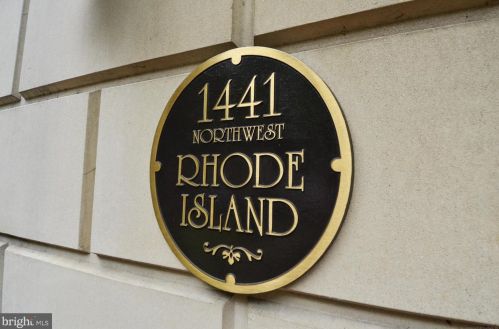 1441
NORTHWEST
RHODE
ISLAND
bright MLS